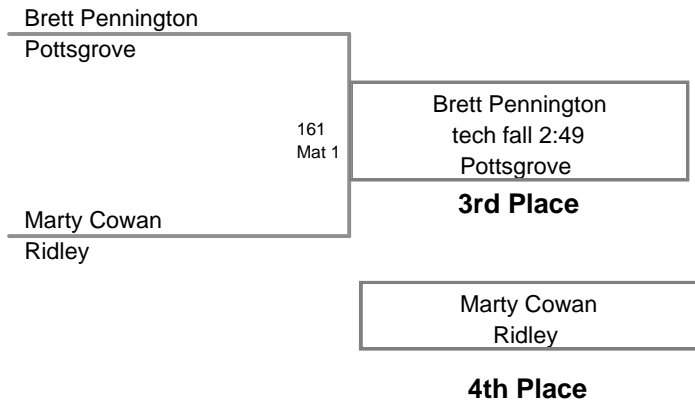 Brett Pennington
Pottsgrove
161
Mat 1
Brett Pennington
tech fall 2:49
Pottsgrove
3rd Place
Marty Cowan
Ridley
Marty Cowan
Ridley
4th Place